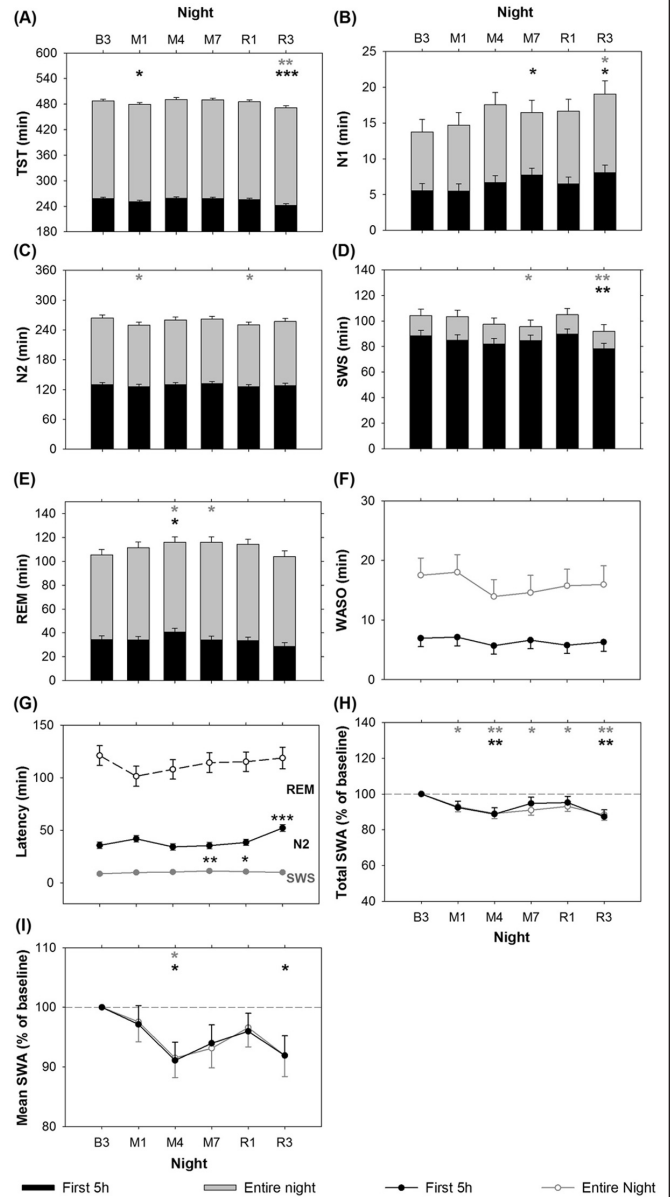 Night
Night
(A)
B3 M1 M4 M7 R1 R3
TST (min)
600
540
480
420
360
300
240
180
*
**
***
(B)
B3 M1 M4 M7 R1 R3
N1 (min)
25
20
15
10
5
0
*
*
*
(C)
N2 (min)
360
300
240
180
120
60
0
*
*
(D)
SWS (min)
140
120
100
80
60
40
20
0
*
**
**
(E)
REM (min)
140
120
100
80
60
40
20
0
*
*
*
(F)
WASO (min)
30
20
10
0
(G)
Latency (min)
150
100
50
0
REM
***
N2
** *
SWS
(H)
Total SWA (% of baseline)
140
120
100
80
60
40
* ** * * **
** **
B3 M1 M4 M7 R1 R3
Night
(I)
Mean SWA (% of baseline)
110
100
90
80
*
* *
B3 M1 M4 M7 R1 R3
Night
First 5h Entire night First 5h Entire Night